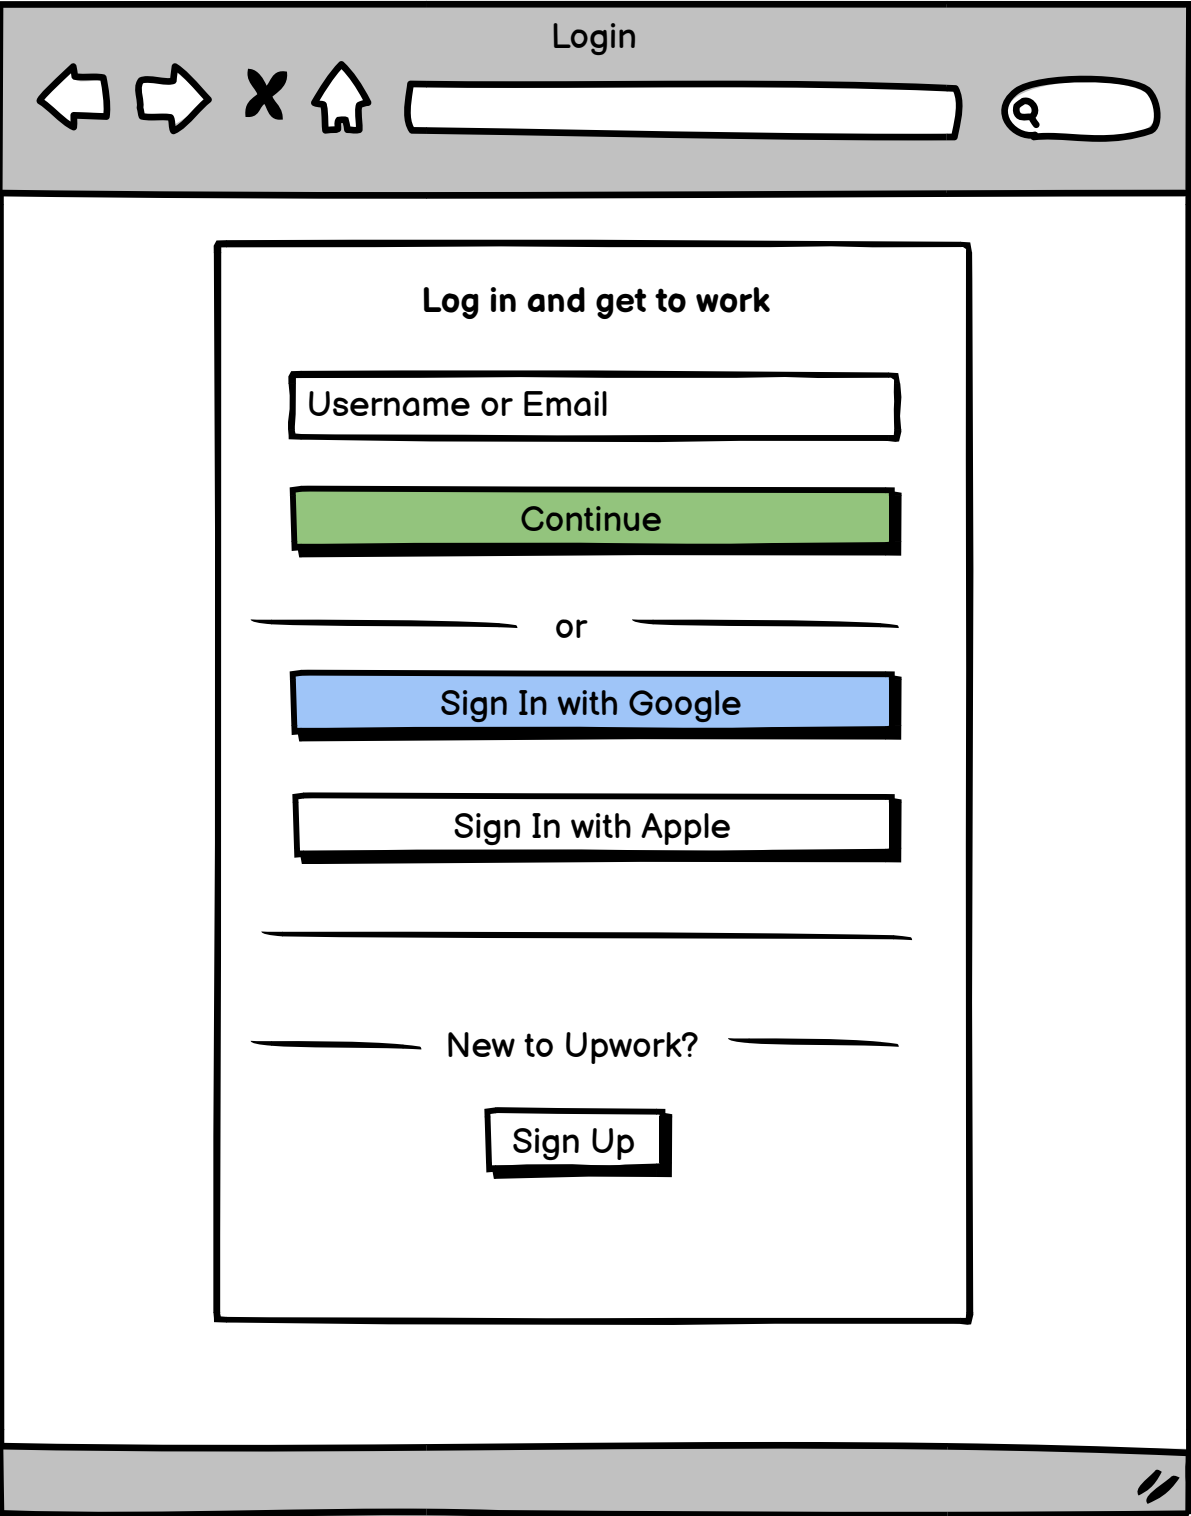 Login
Log in and get to work
Username or Email
Continue
or
Sign In with Google
Sign In with Apple
New to Upwork?
Sign Up